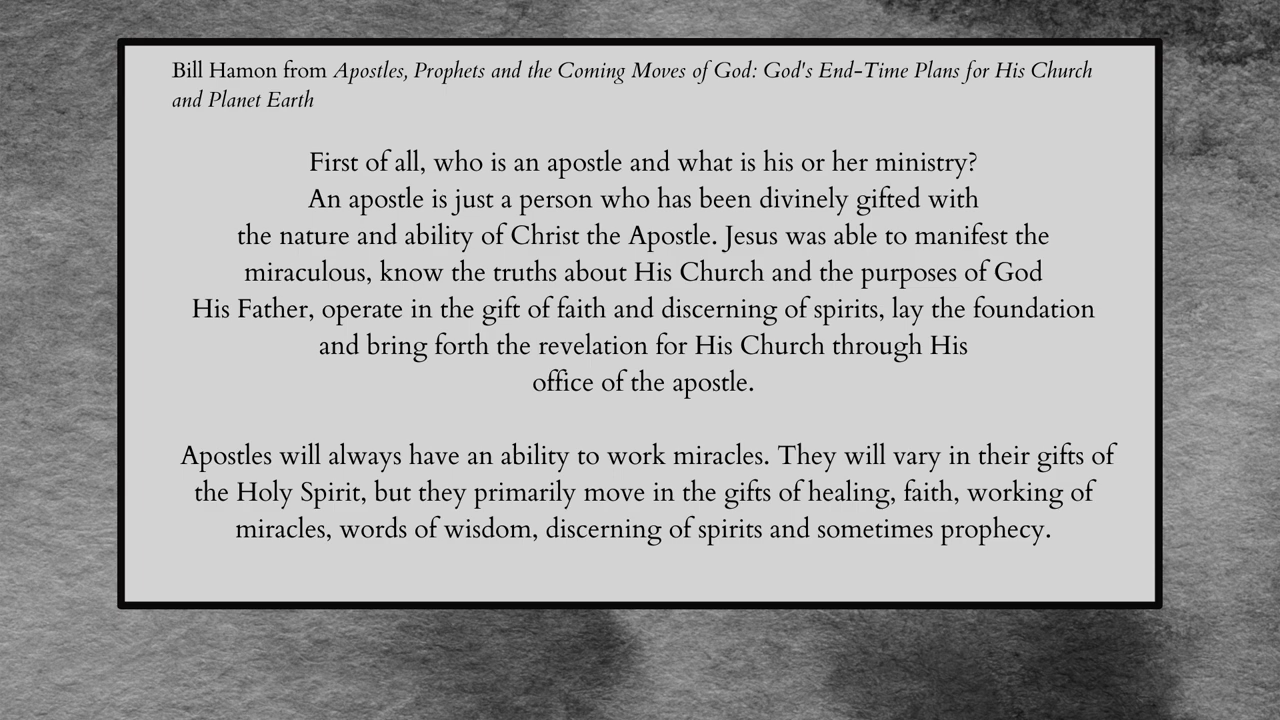 Bill Hamon from Apostles, Prophets and the Coming Moves of God: God's End-Time Plans for His Church
and Planet Earth
First of all, who is an apostle and what is his or her ministry?
An apostle is just a person who has been divinely gifted with
the nature and ability of Christ the Apostle. Jesus was able to manifest the
miraculous, know the truths about His Church and the purposes of God
His Father, operate in the gift of faith and discerning of spirits, lay the foundation
and bring forth the revelation for His Church through His
office of the apostle.
Apostles will always have an ability to work miracles. They will vary in their gifts of
the Holy Spirit, but they primarily move in the gifts of healing, faith, working of
miracles, words of wisdom, discerning of spirits and sometimes prophecy.